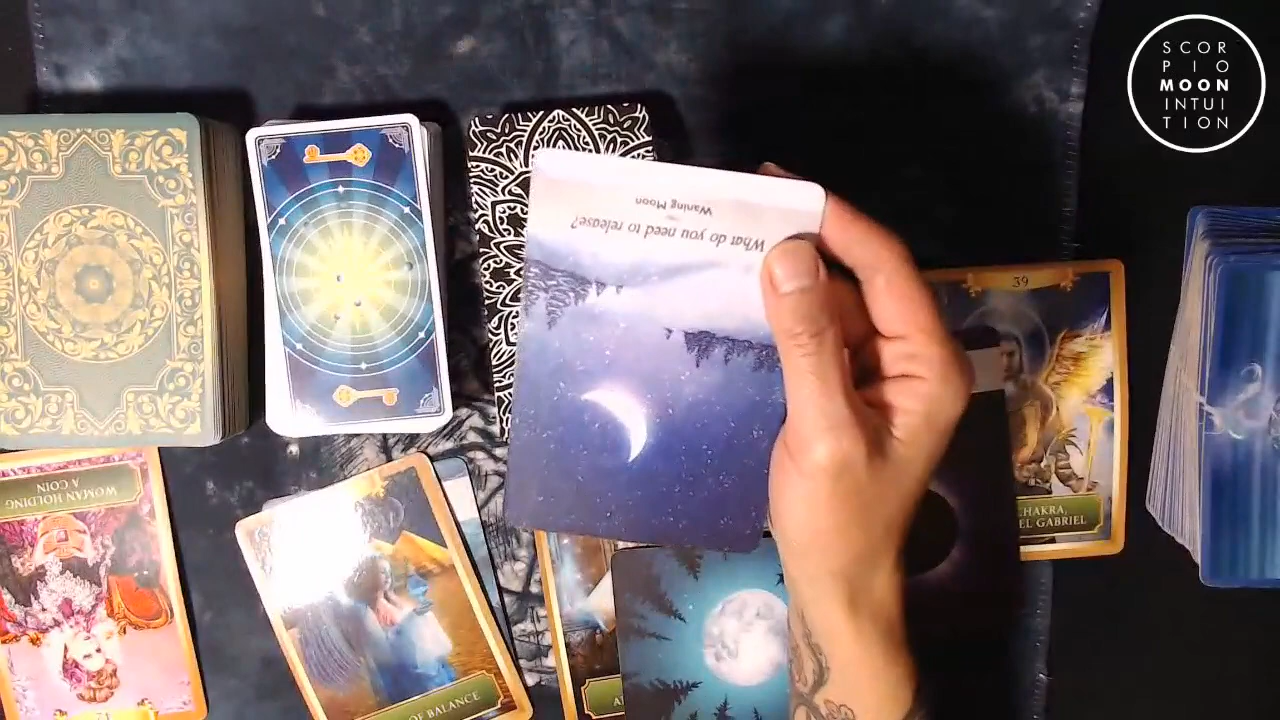 SCOR
PIO
MOON
INTUI
TION
Waning Moon
What do you need to release?
39
CHAKRA,
EL GABRIEL
WOMAN HOLDING
A COIN
OF BALANCE
71